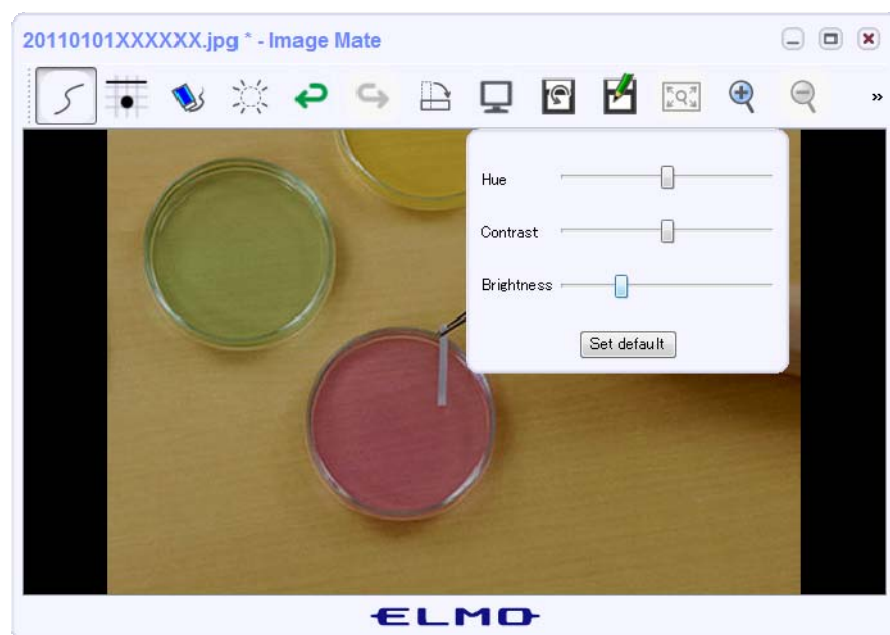 20110101XXXXXX.jpg * - Image Mate
»
Hue
Contrast
Brightness
Set default
ELMO